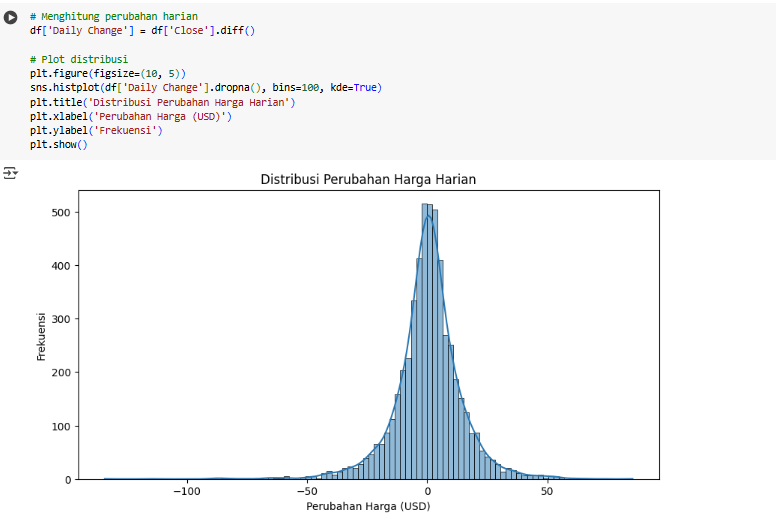 # Menghitung perubahan harian
df['Daily Change'] = df['Close'].diff()
# Plot distribusi
plt.figure(figsize=(10, 5))
sns.histplot(df['Daily Change'].dropna(), bins=100, kde=True)
plt.title('Distribusi Perubahan Harga Harian')
plt.xlabel('Perubahan Harga (USD)')
plt.ylabel('Frekuensi')
plt.show()
Distribusi Perubahan Harga Harian
500
400
300
200
100
0
Frekuensi
−100
−50
0
50
Perubahan Harga (USD)